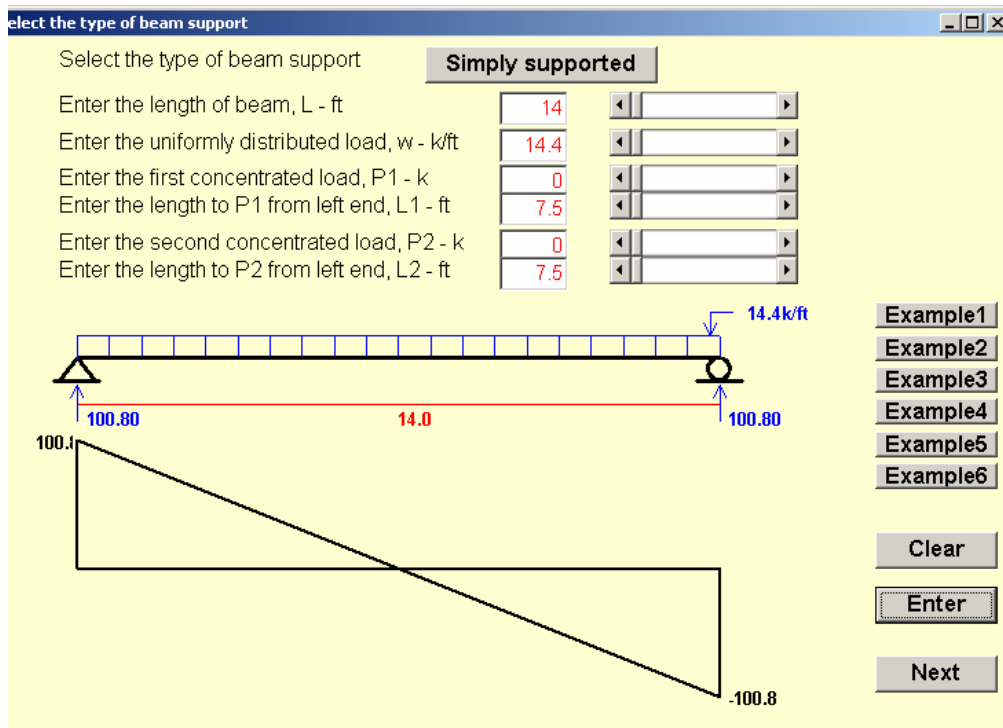 elect the type of beam support
Select the type of beam support Simply supported
Enter the length of beam, L - ft 14
Enter the uniformly distributed load, w - k/ft 14.4
Enter the first concentrated load, P1 - k 0
Enter the length to P1 from left end, L1 - ft 7.5
Enter the second concentrated load, P2 - k 0
Enter the length to P2 from left end, L2 - ft 7.5
14.4k/ft
100.80 14.0 100.80
100.
-100.8
Example1
Example2
Example3
Example4
Example5
Example6
Clear
Enter
Next